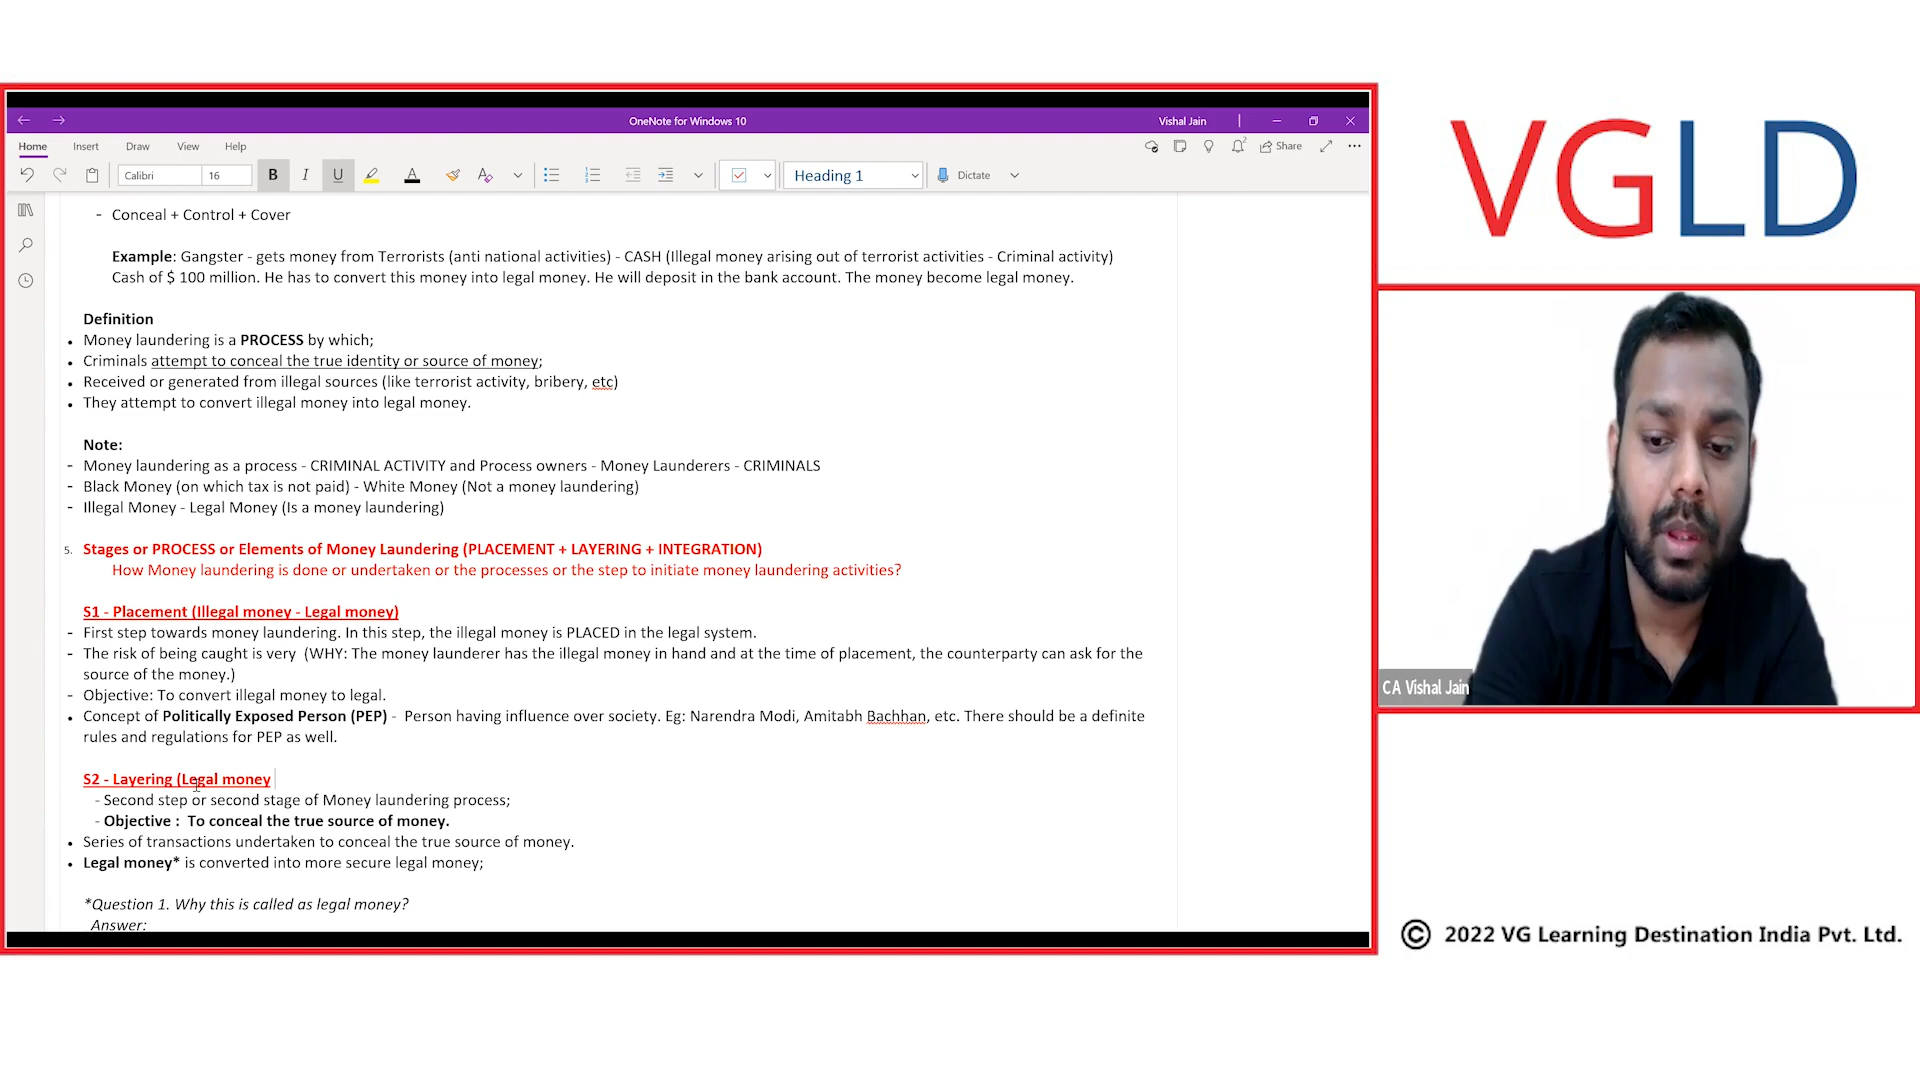 OneNote for Windows 10
Vishal Jain
Home Insert Draw View Help
Share
Calibri 16 B I U A A Heading 1 Dictate
- Conceal + Control + Cover
Example: Gangster - gets money from Terrorists (anti national activities) - CASH (Illegal money arising out of terrorist activities - Criminal activity)
Cash of $ 100 million. He has to convert this money into legal money. He will deposit in the bank account. The money become legal money.
Definition
• Money laundering is a PROCESS by which;
• Criminals attempt to conceal the true identity or source of money;
• Received or generated from illegal sources (like terrorist activity, bribery, etc)
• They attempt to convert illegal money into legal money.
Note:
- Money laundering as a process - CRIMINAL ACTIVITY and Process owners - Money Launderers - CRIMINALS
- Black Money (on which tax is not paid) - White Money (Not a money laundering)
- Illegal Money - Legal Money (Is a money laundering)
5. Stages or PROCESS or Elements of Money Laundering (PLACEMENT + LAYERING + INTEGRATION)
How Money laundering is done or undertaken or the processes or the step to initiate money laundering activities?
S1 - Placement (Illegal money - Legal money)
- First step towards money laundering. In this step, the illegal money is PLACED in the legal system.
- The risk of being caught is very (WHY: The money launderer has the illegal money in hand and at the time of placement, the counterparty can ask for the
source of the money.)
- Objective: To convert illegal money to legal.
• Concept of Politically Exposed Person (PEP) - Person having influence over society. Eg: Narendra Modi, Amitabh Bachhan, etc. There should be a definite
rules and regulations for PEP as well.
S2 - Layering (Legal money
- Second step or second stage of Money laundering process;
- Objective : To conceal the true source of money.
• Series of transactions undertaken to conceal the true source of money.
• Legal money* is converted into more secure legal money;
*Question 1. Why this is called as legal money?
Answer:
VGLD
CA Vishal Jain
© 2022 VG Learning Destination India Pvt. Ltd.